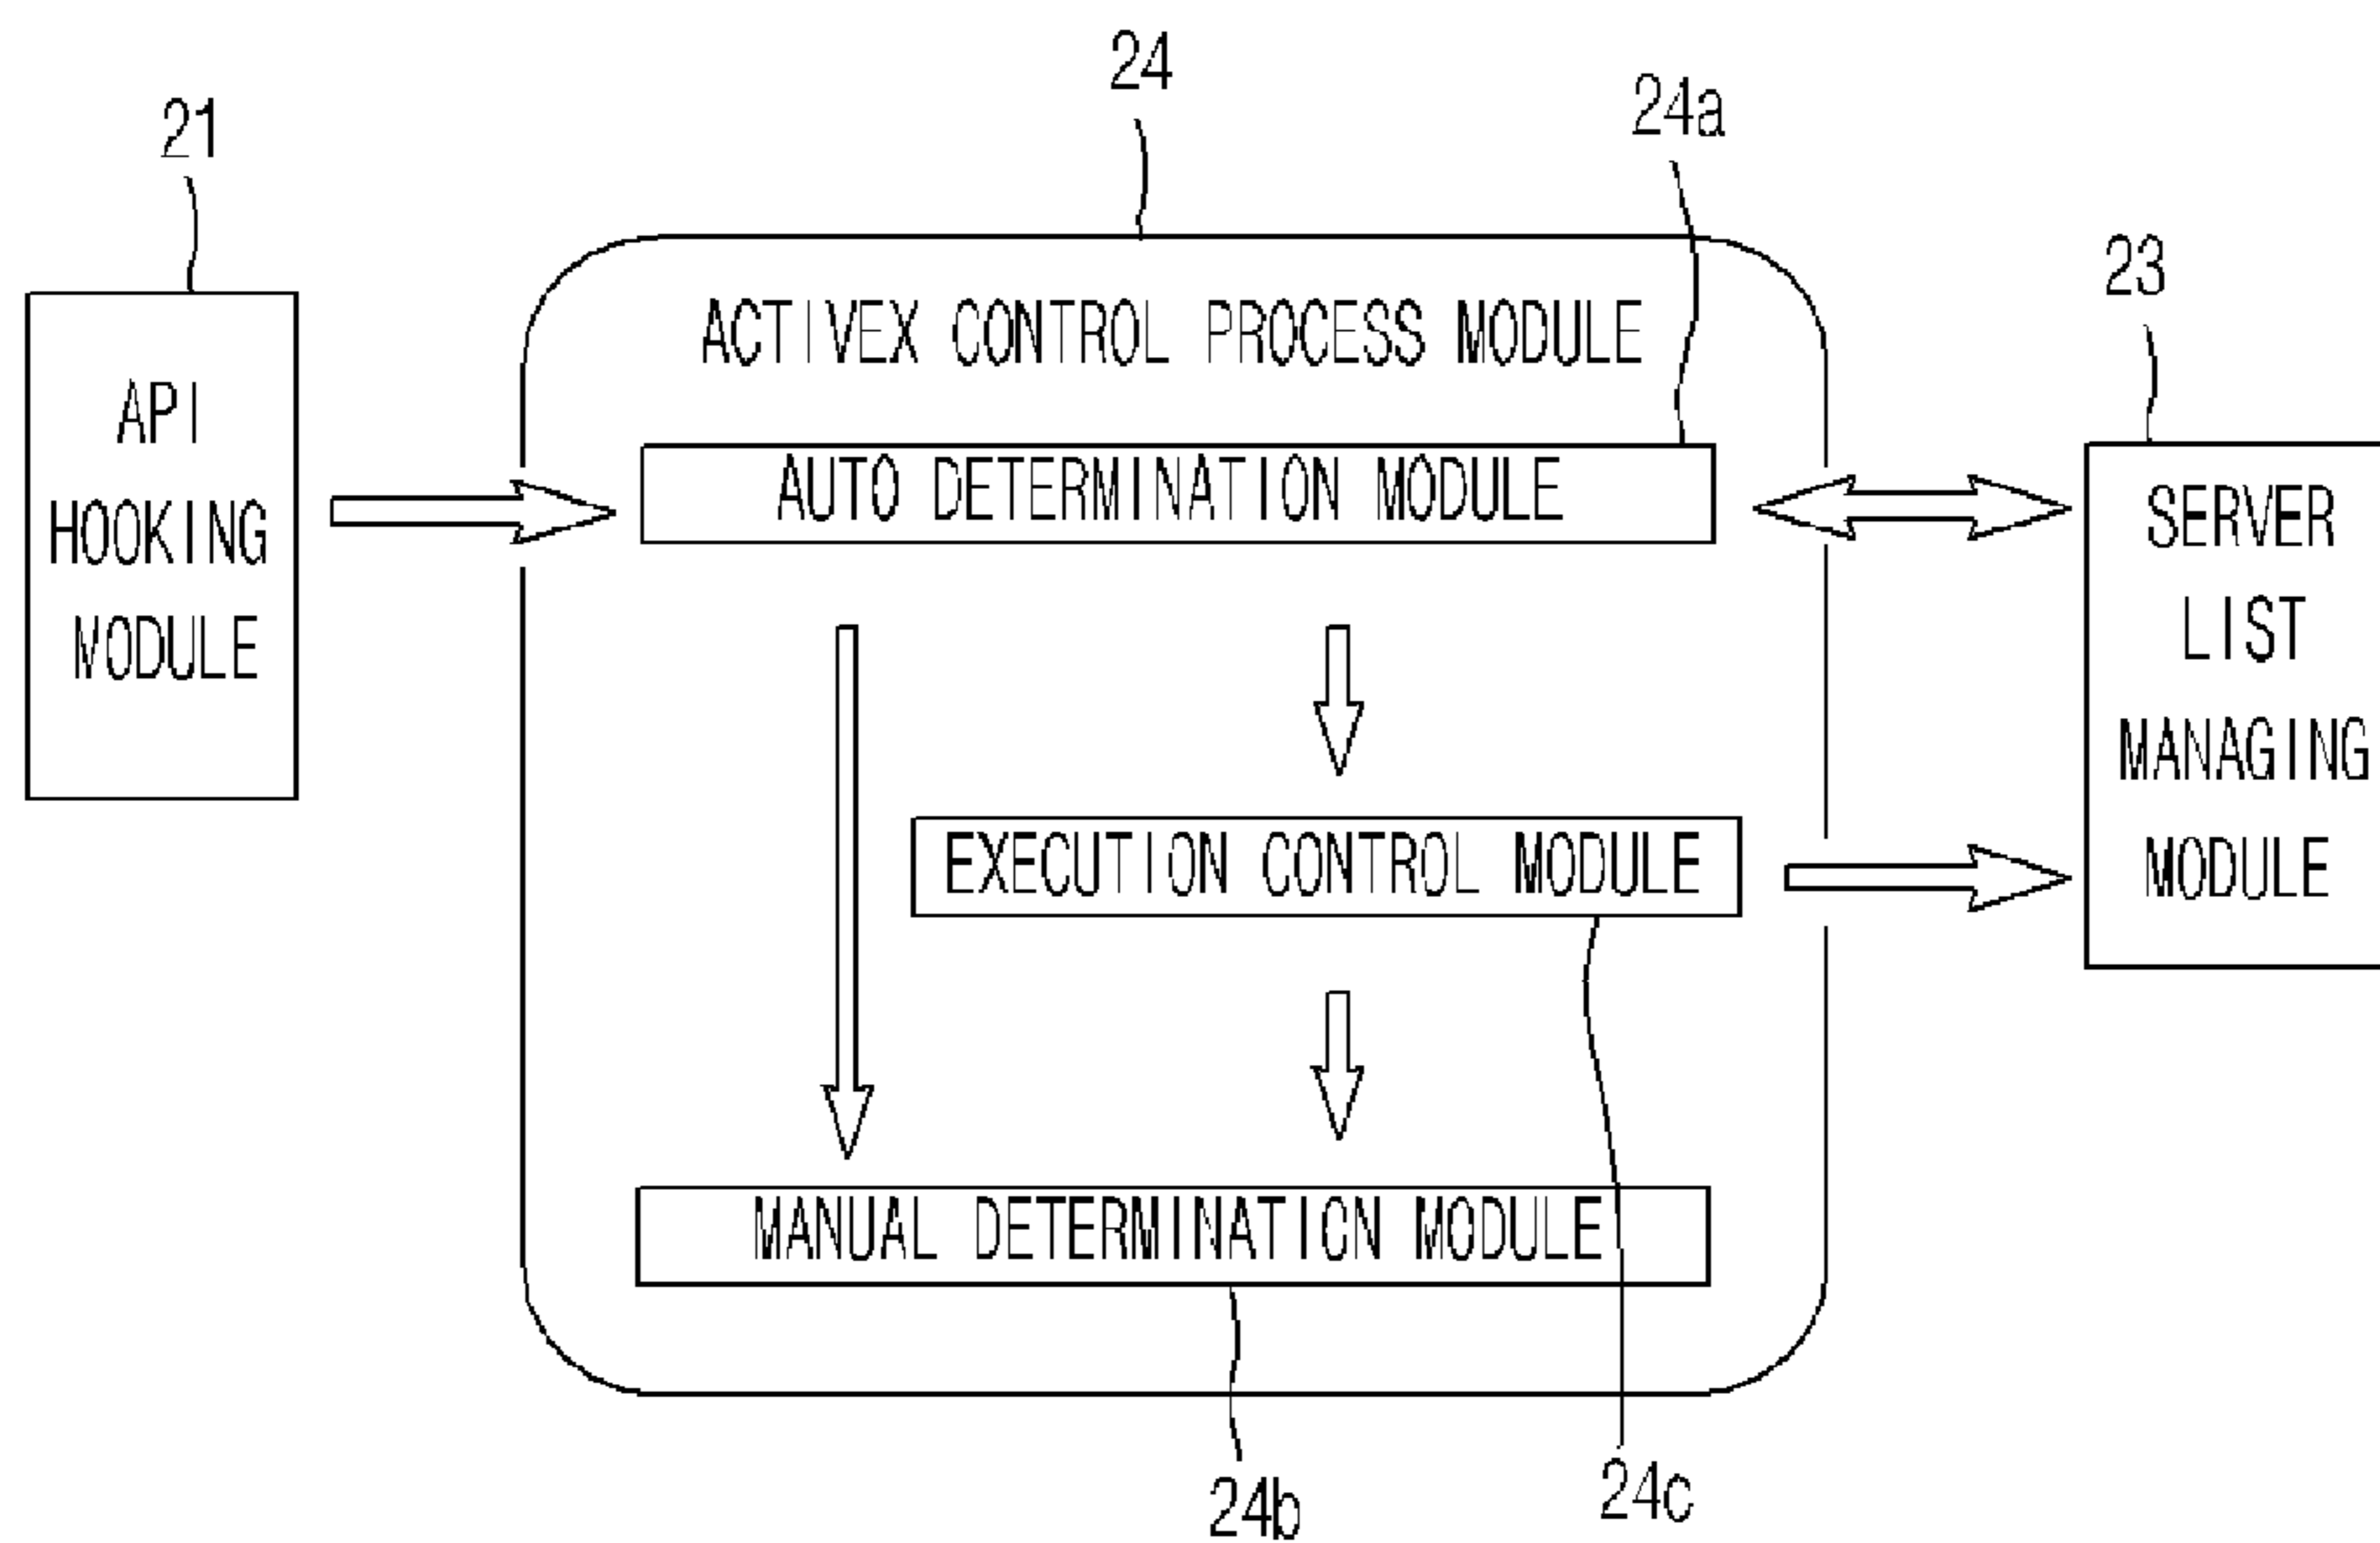 24
24a
21
23
ACTIVEX CONTROL PROCESS MODULE
API
HOOKING
MODULE
AUTO DETERMINATION MODULE
SERVER
LIST
MANAGING
MODULE
EXECUTION CONTROL MODULE
MANUAL DETERMINATION MODULE
24b
24c